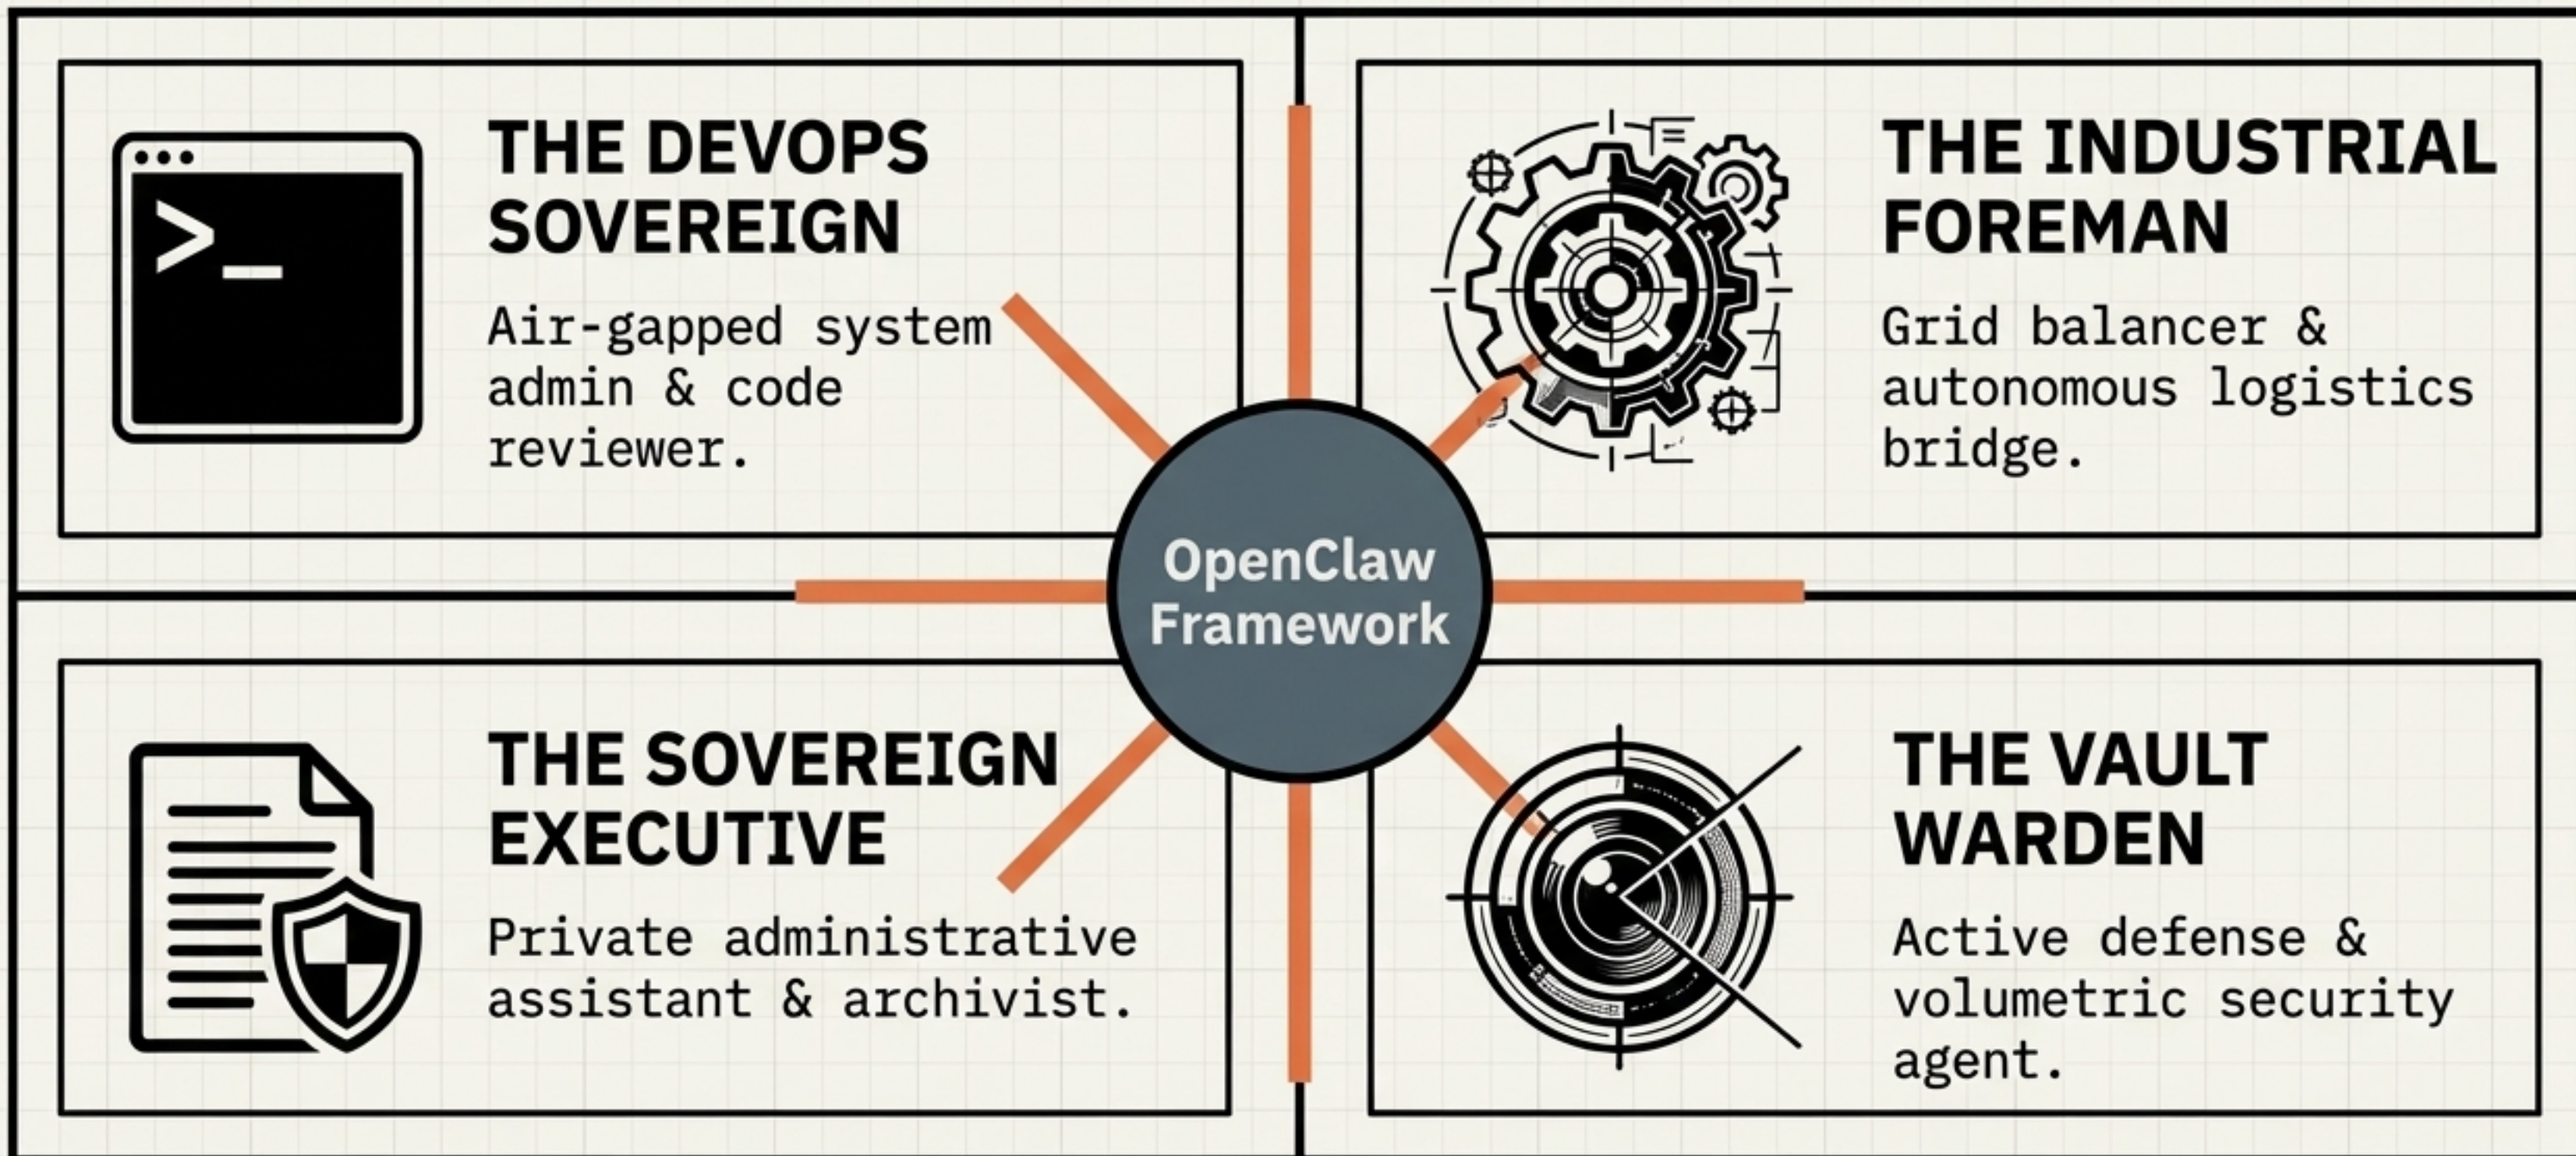 THE DEVOPS
SOVEREIGN
Air-gapped system
admin & code
reviewer.
THE INDUSTRIAL
FOREMAN
Grid balancer &
autonomous logistics
bridge.
OpenClaw
Framework
THE SOVEREIGN
EXECUTIVE
Private administrative
assistant & archivist.
THE VAULT
WARDEN
Active defense &
volumetric security
agent.